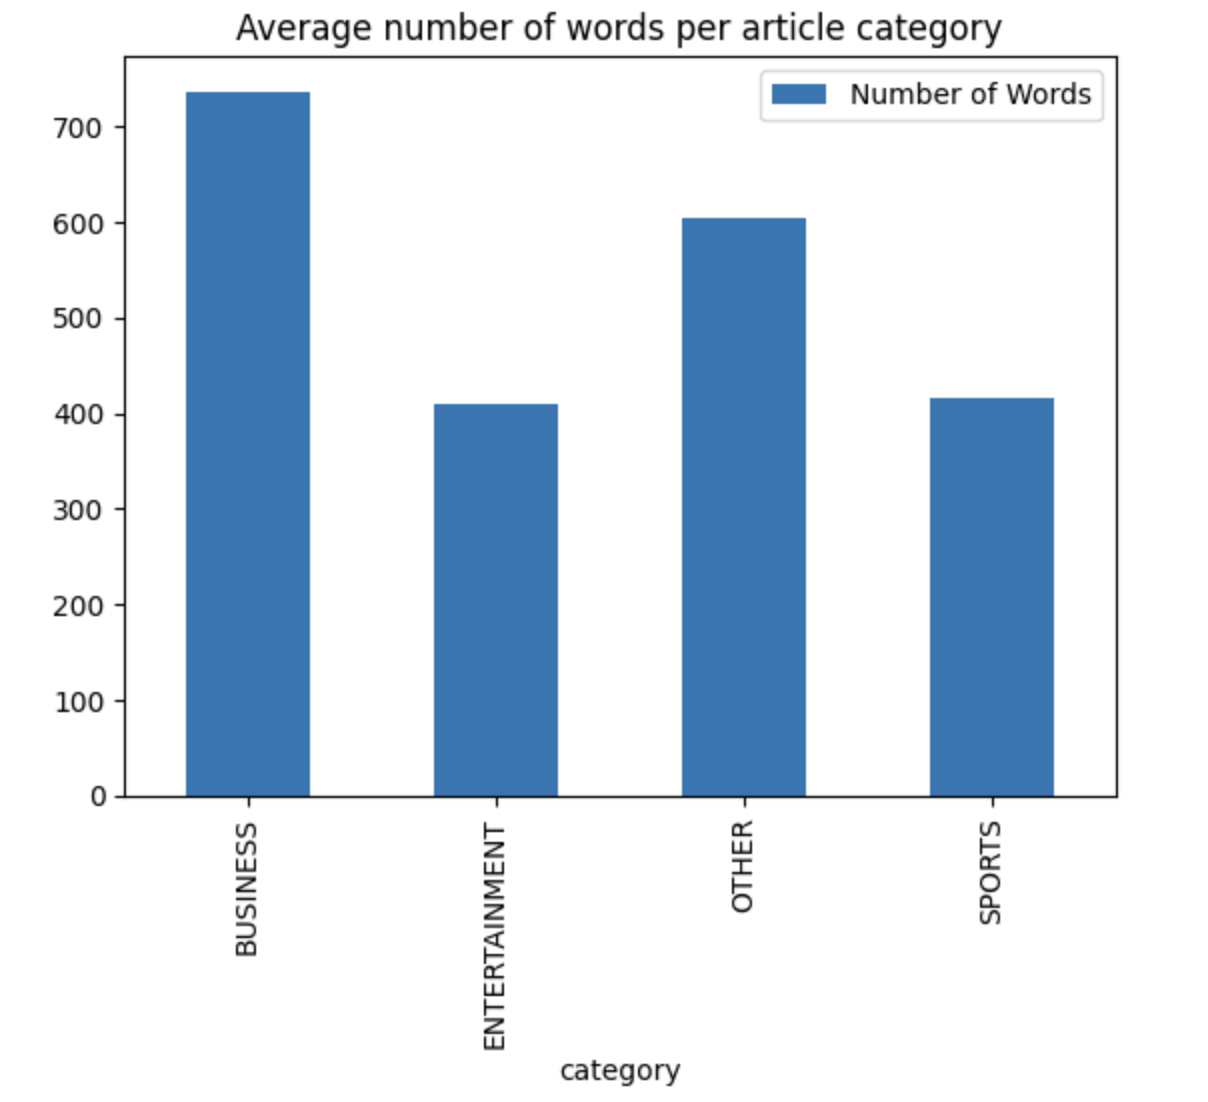 Average number of words per article category
Number of Words
700
600
500
400
300
200
100
0
BUSINESS
ENTERTAINMENT
OTHER
SPORTS
category